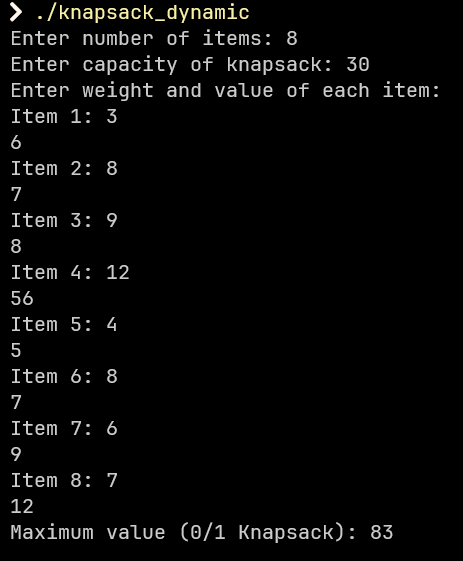 ❯ ./knapsack_dynamic
Enter number of items: 8
Enter capacity of knapsack: 30
Enter weight and value of each item:
Item 1: 3
6
Item 2: 8
7
Item 3: 9
8
Item 4: 12
56
Item 5: 4
5
Item 6: 8
7
Item 7: 6
9
Item 8: 7
12
Maximum value (0/1 Knapsack): 83